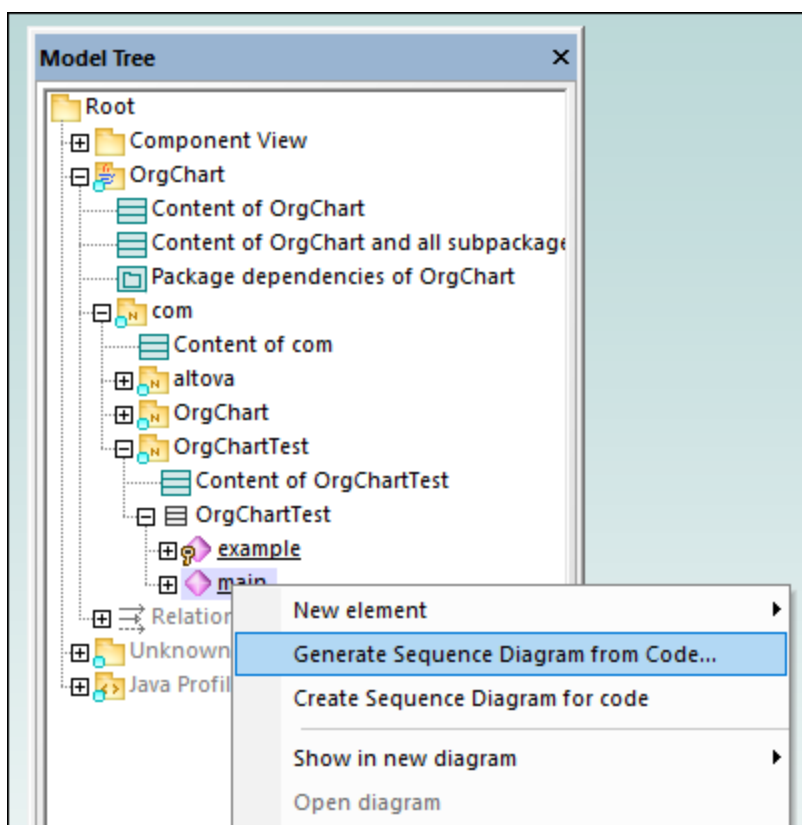 Model Tree
Root
Component View
OrgChart
Content of OrgChart
Content of OrgChart and all subpackage
Package dependencies of OrgChart
com
Content of com
altova
OrgChart
OrgChartTest
Content of OrgChartTest
OrgChartTest
example
main
New element
Relation
Unknown
Generate Sequence Diagram from Code...
Java Profil
Create Sequence Diagram for code
Show in new diagram
Open diagram